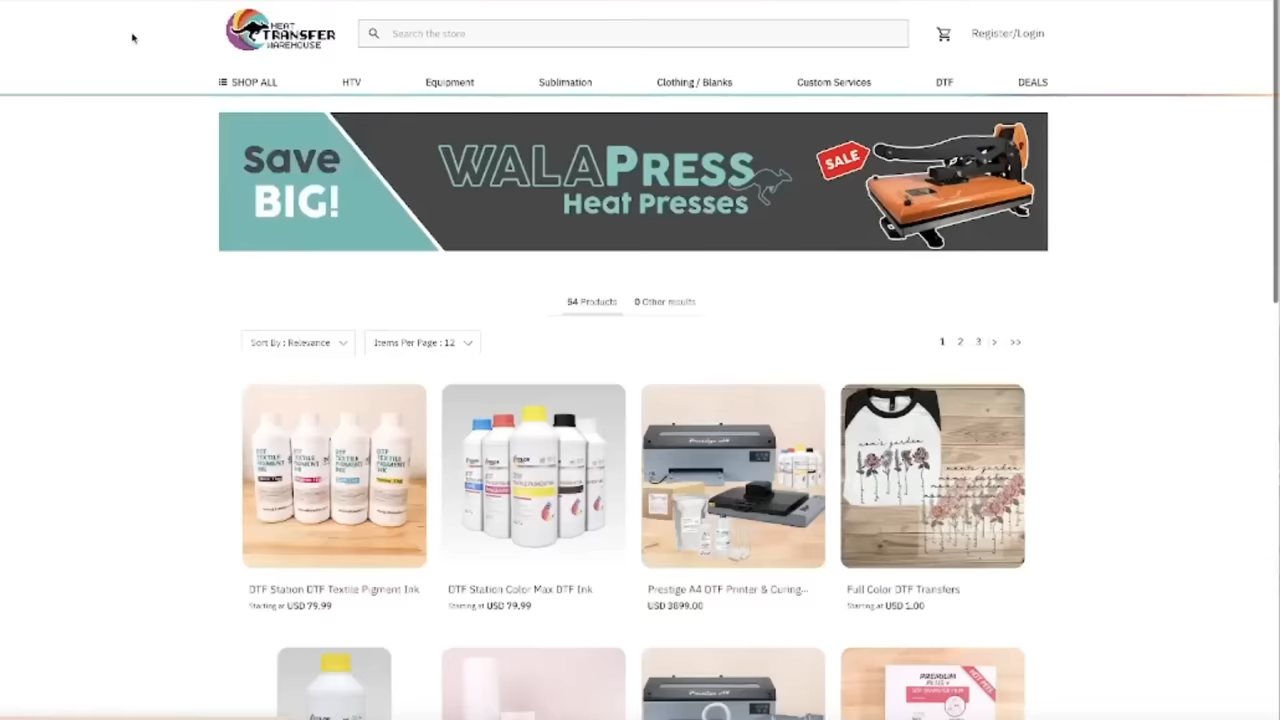 HEAT
TRANSFER
WAREHOUSE
Search the store
Register/Login
SHOP ALL
HTV
Equipment
Sublimation
Clothing / Blanks
Custom Services
DTF
DEALS
Save
BIG!
WALAPRESS
Heat Presses
SALE
54 Products
0 Other results
Sort By : Relevance
Items Per Page : 12
1 2 3 > >>
DTF Station DTF Textile Pigment Ink
Starting at USD 79.99
DTF Station Color Max DTF Ink
Starting at USD 79.99
Prestige A4 DTF Printer & Curing...
USD 3899.00
Full Color DTF Transfers
Starting at USD 1.00
PREMIUM